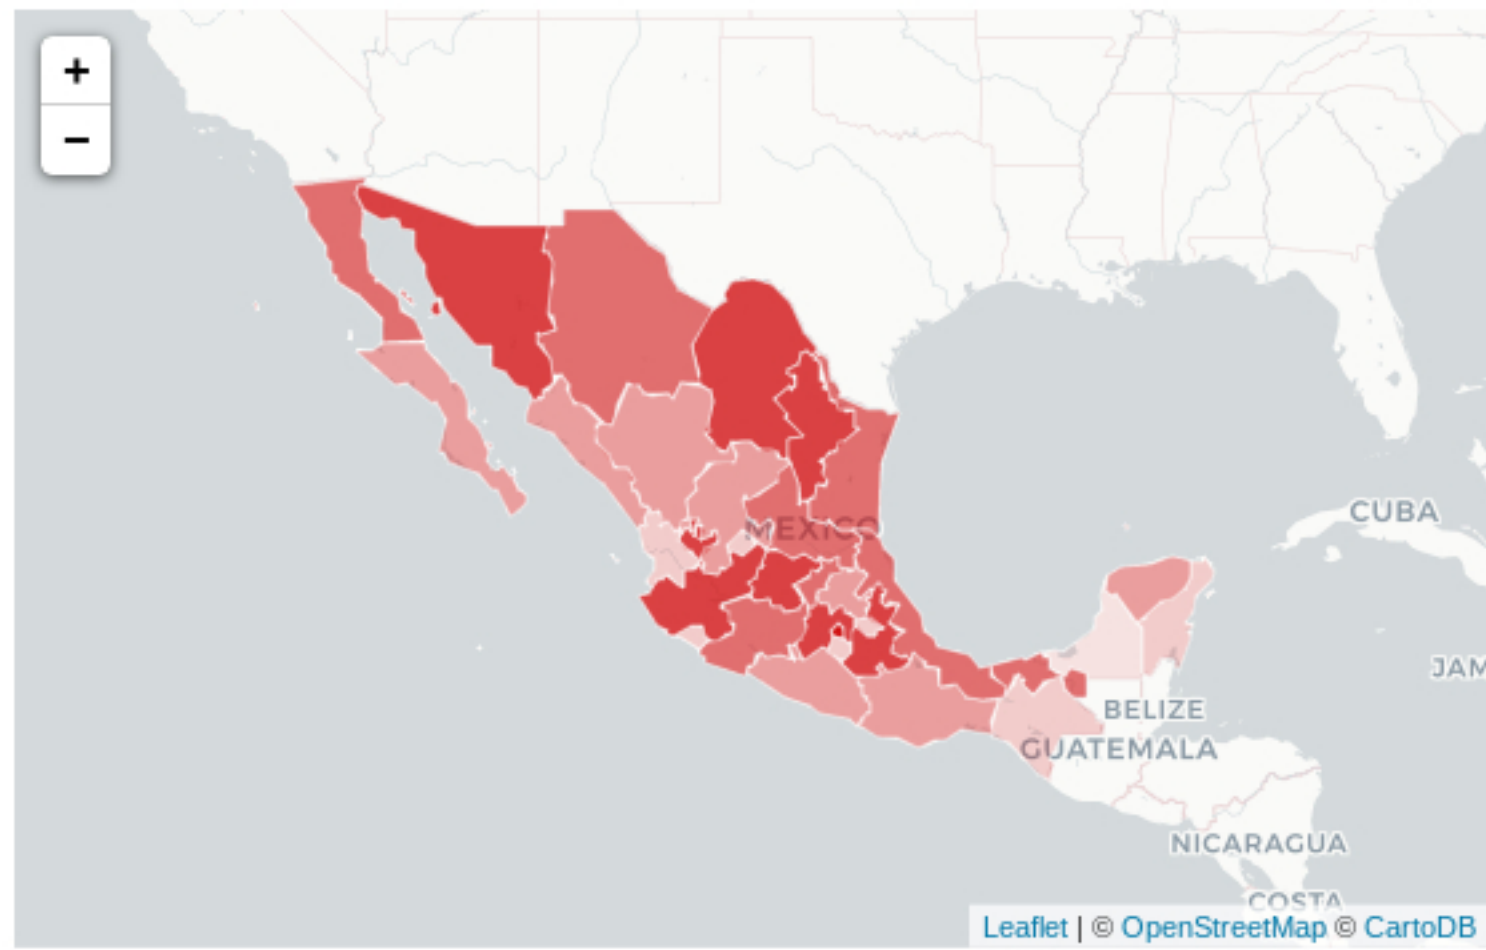 +
−
MEXICO
CUBA
JAM
BELIZE
GUATEMALA
NICARAGUA
COSTA
Leaflet | © OpenStreetMap © CartoDB